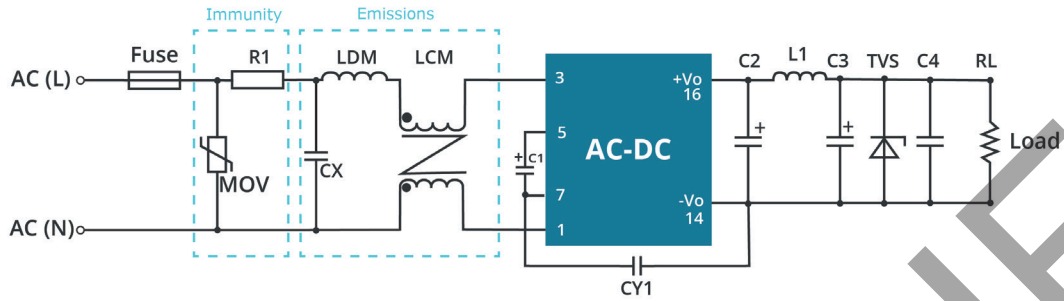 Immunity
Emissions
Fuse
R1
LDM
LCM
C2
L1
C3
TVS
C4
RL
AC (L)
3
+Vo
16
5
+
C1
AC-DC
+
+
Load
CX
MOV
7
-Vo
14
AC (N)
1
CY1